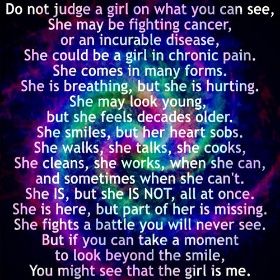 Do not judge a girl on what you can see,
She may be fighting cancer,
or an incurable disease,
She could be a girl in chronic pain.
She comes in many forms.
She is breathing, but she is hurting.
She may look young,
but she feels decades older.
She smiles, but her heart sobs.
She walks, she talks, she cooks,
She cleans, she works, when she can,
and sometimes when she can't.
She IS, but she IS NOT, all at once.
She is here, but part of her is missing.
She fights a battle you will never see.
But if you can take a moment
to look beyond the smile,
You might see that the girl is me.